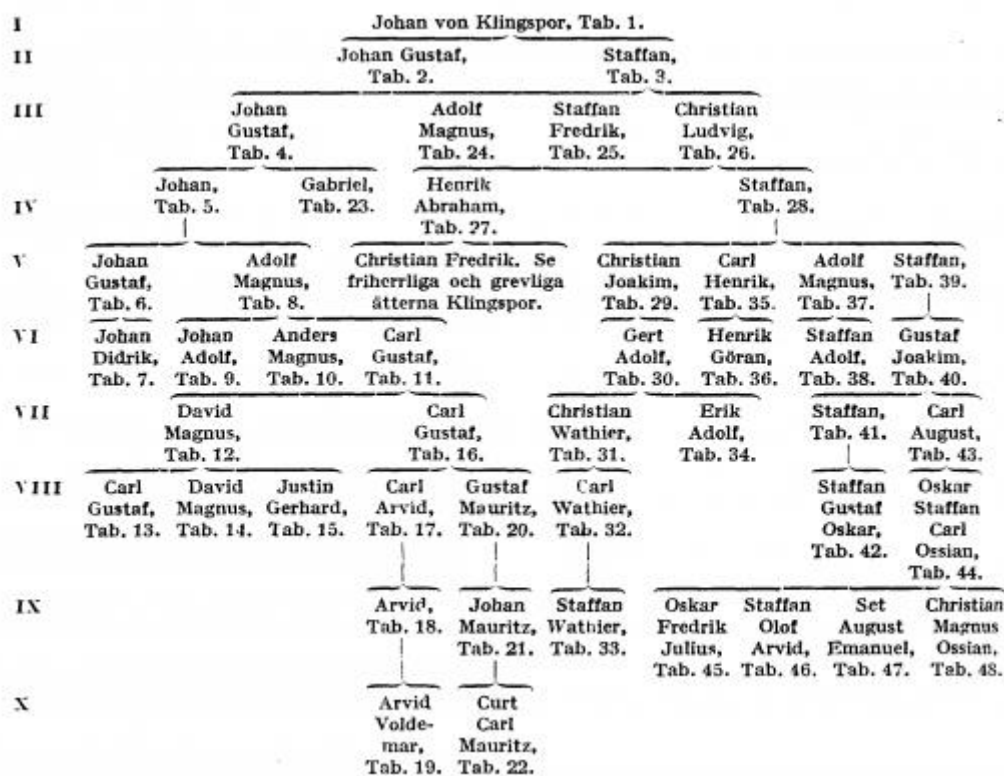 I Johan von Klingspor, Tab. 1.
II Johan Gustaf, Staffan,
Tab. 2. Tab. 3.
III Johan Adolf Staffan Christian
Gustaf, Magnus, Fredrik, Ludvig,
Tab. 4. Tab. 24. Tab. 25. Tab. 26.
Johan, Gabriel, Henrik Staffan,
IV Tab. 5. Tab. 23. Abraham, Tab. 28.
Tab. 27.
V Johan Adolf Christian Fredrik. Se Christian Carl Adolf Staffan,
Gustaf, Magnus, friherrliga och grevliga Joakim, Henrik, Magnus, Tab. 39.
Tab. 6. Tab. 8. ätterna Klingspor. Tab. 29. Tab. 35. Tab. 37.
VI Johan Johan Anders Carl Gert Henrik Staffan Gustaf
Didrik, Adolf, Magnus, Gustaf, Adolf, Göran, Adolf, Joakim,
Tab. 7. Tab. 9. Tab. 10. Tab. 11. Tab. 30. Tab. 36. Tab. 38. Tab. 40.
VII David Carl Christian Erik Staffan, Carl
Magnus, Gustaf, Wathier, Adolf, Tab. 41. August,
Tab. 12. Tab. 16. Tab. 31. Tab. 34. Tab. 43.
VIII Carl David Justin Carl Gustaf Carl Staffan Oskar
Gustaf, Magnus, Gerhard, Arvid, Mauritz, Wathier, Gustaf Staffan
Tab. 13. Tab. 14. Tab. 15. Tab. 17. Tab. 20. Tab. 32. Oskar, Carl
Tab. 42. Ossian,
Tab. 44.
IX Arvid, Johan Staffan Oskar Staffan Set Christian
Tab. 18. Mauritz, Wathier, Fredrik Olof August Magnus
Tab. 21. Tab. 33. Julius, Arvid, Emanuel, Ossian,
Tab. 45. Tab. 46. Tab. 47. Tab. 48.
X Arvid Curt
Volde- Carl
mar, Mauritz,
Tab. 19. Tab. 22.